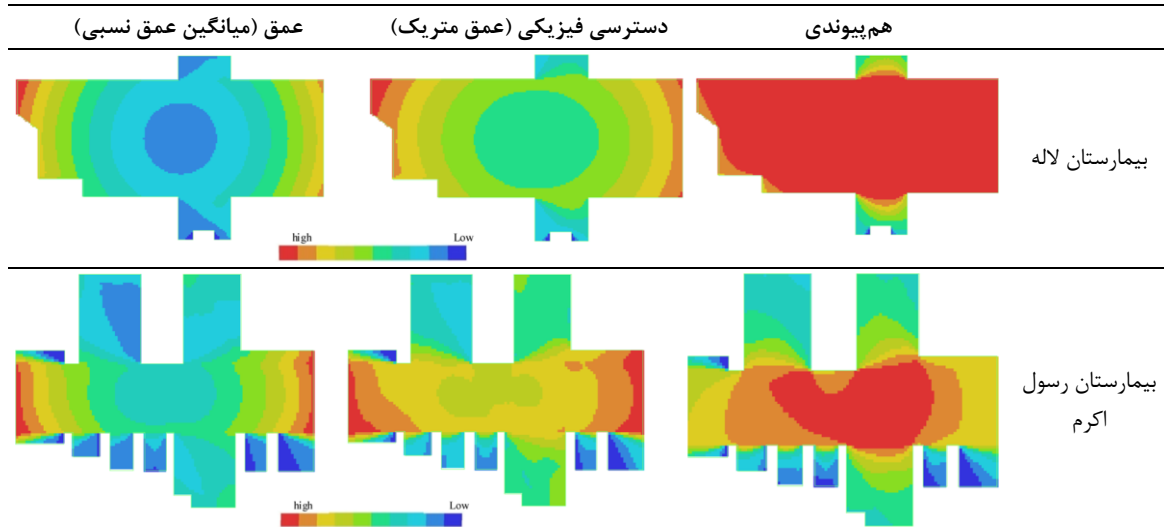 هم‌پیوندی
دسترسی فیزیکی (عمق متریک)
عمق (میانگین عمق نسبی)
بیمارستان لاله
high Low
بیمارستان رسول
اکرم
high Low